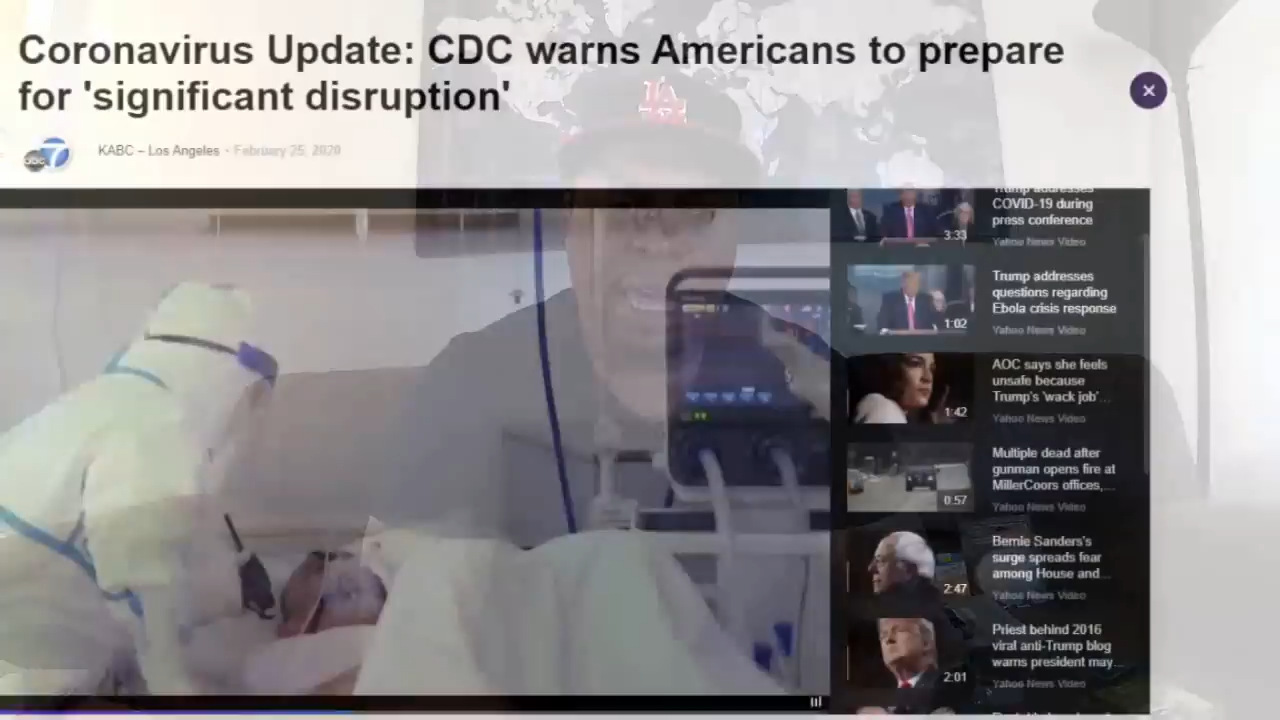 Coronavirus Update: CDC warns Americans to prepare
for 'significant disruption'
abc 7
KABC – Los Angeles • February 25, 2020
LA
Trump addresses
COVID-19 during
press conference
3:33
Yahoo News Video
Trump addresses
questions regarding
Ebola crisis response
1:02
Yahoo News Video
AOC says she feels
unsafe because
Trump's 'wack job'...
1:42
Yahoo News Video
Multiple dead after
gunman opens fire at
MillerCoors offices,...
0:57
Yahoo News Video
Bernie Sanders's
surge spreads fear
among House and...
2:47
Yahoo News Video
Priest behind 2016
viral anti-Trump blog
warns president may...
2:01
Yahoo News Video